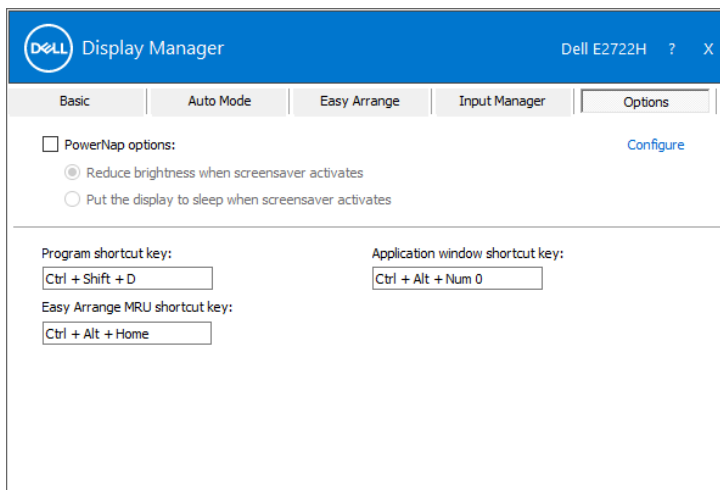 DELL Display Manager Dell E2722H ? X
Basic Auto Mode Easy Arrange Input Manager Options
PowerNap options: Configure
Reduce brightness when screensaver activates
Put the display to sleep when screensaver activates
Program shortcut key: Application window shortcut key:
Ctrl + Shift + D Ctrl + Alt + Num 0
Easy Arrange MRU shortcut key:
Ctrl + Alt + Home